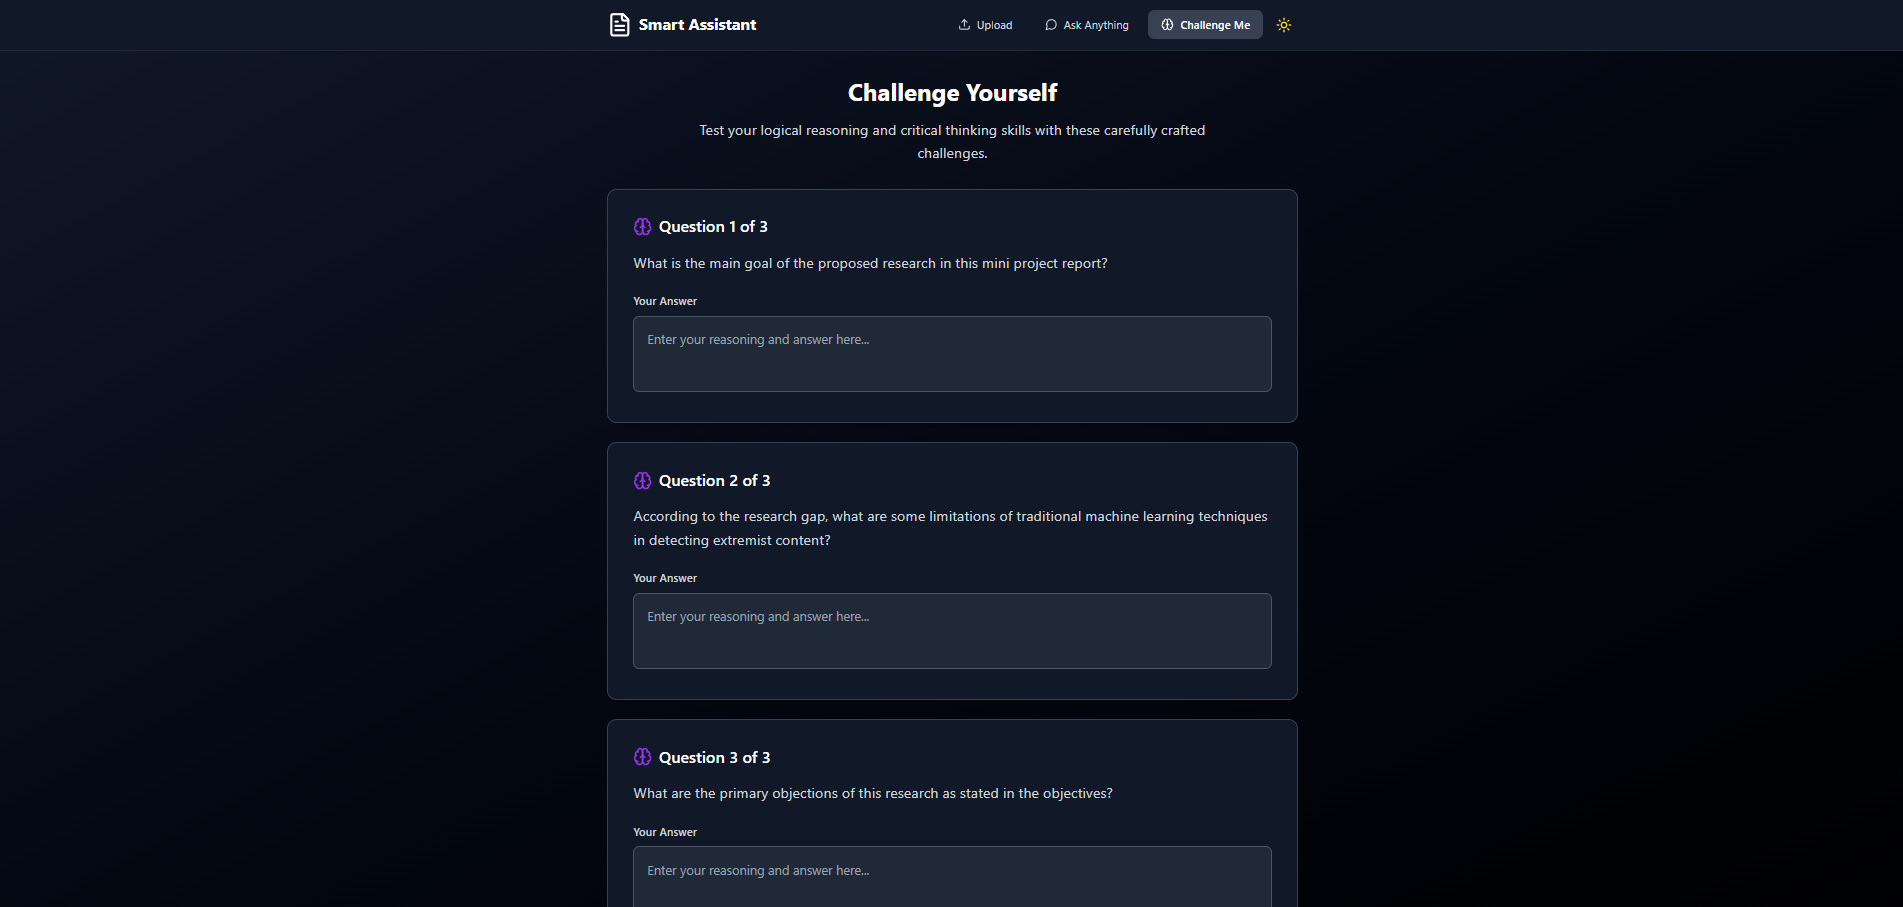 Smart Assistant
Upload
Ask Anything
Challenge Me
Challenge Yourself
Test your logical reasoning and critical thinking skills with these carefully crafted
challenges.
Question 1 of 3
What is the main goal of the proposed research in this mini project report?
Your Answer
Enter your reasoning and answer here...
Question 2 of 3
According to the research gap, what are some limitations of traditional machine learning techniques
in detecting extremist content?
Your Answer
Enter your reasoning and answer here...
Question 3 of 3
What are the primary objections of this research as stated in the objectives?
Your Answer
Enter your reasoning and answer here...